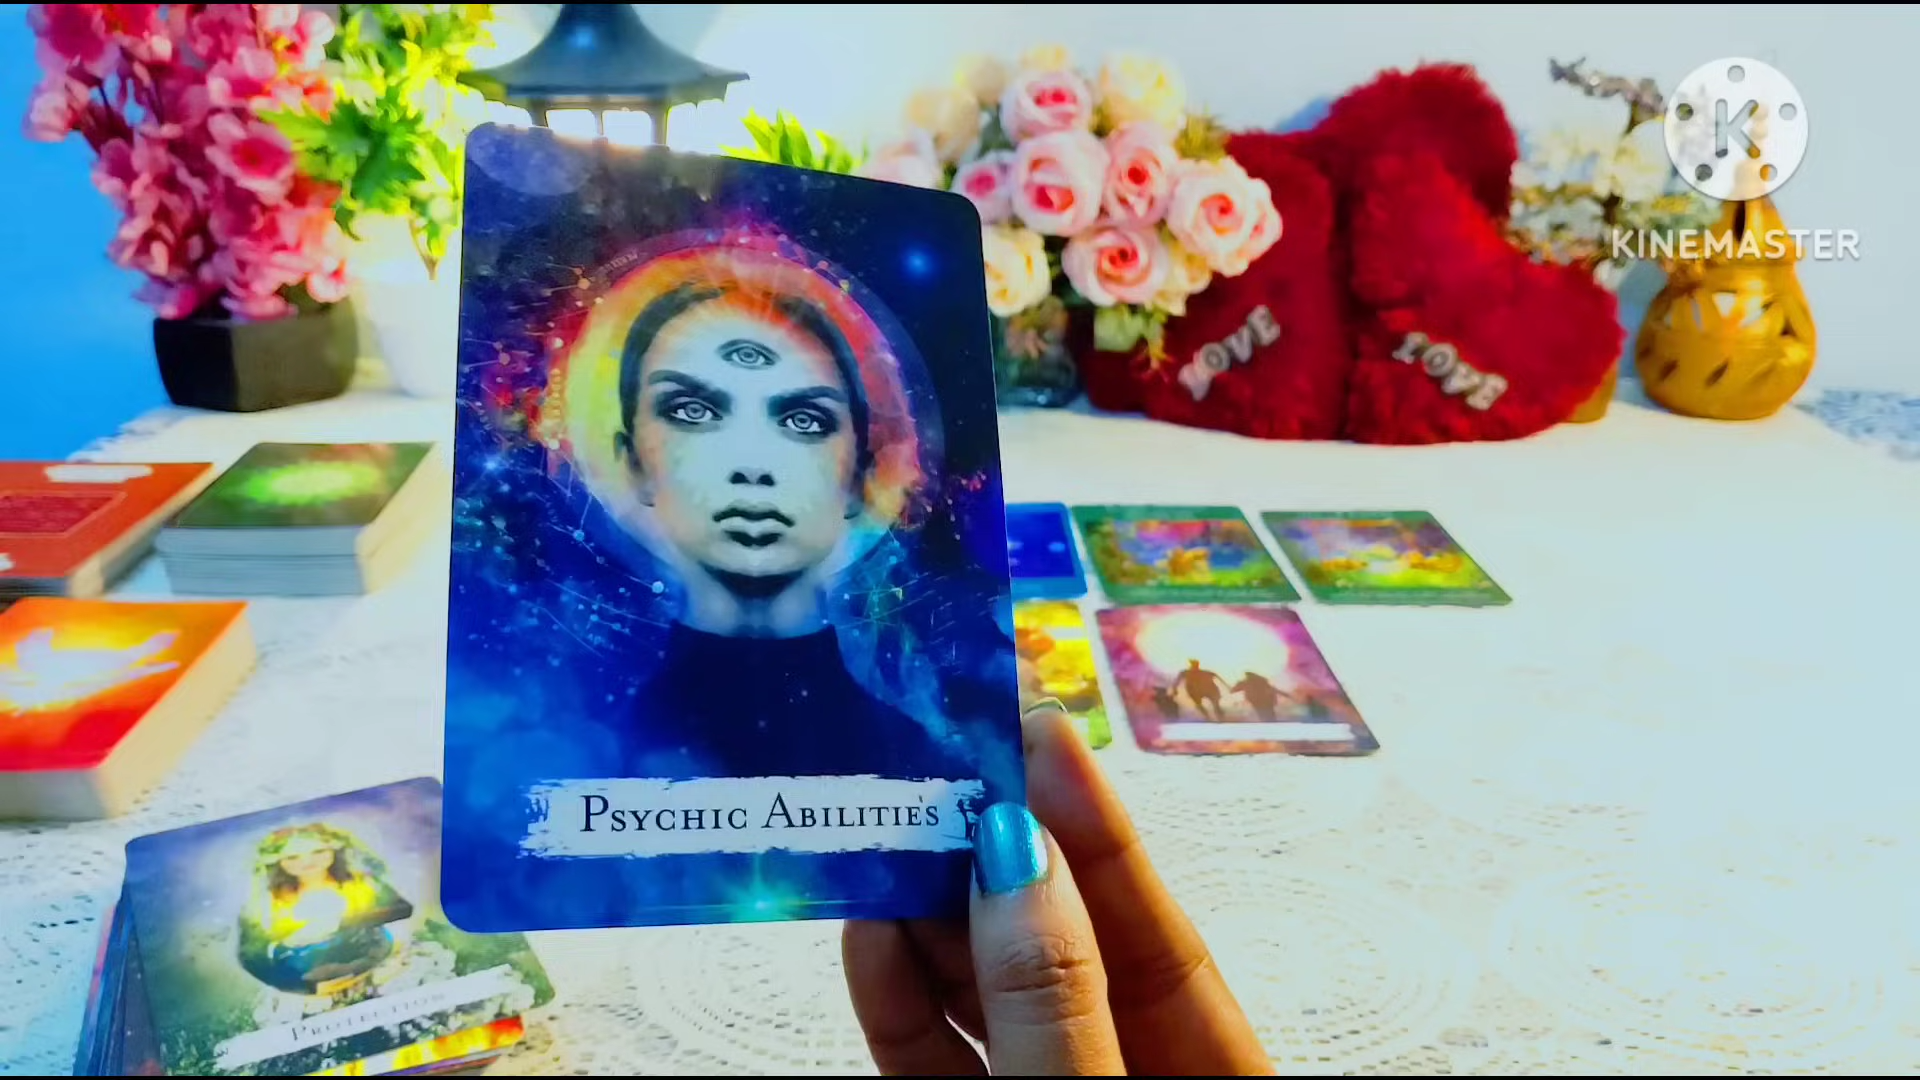 K
KINEMASTER
LOVE
LOVE
PSYCHIC ABILITIES
PROTECTION